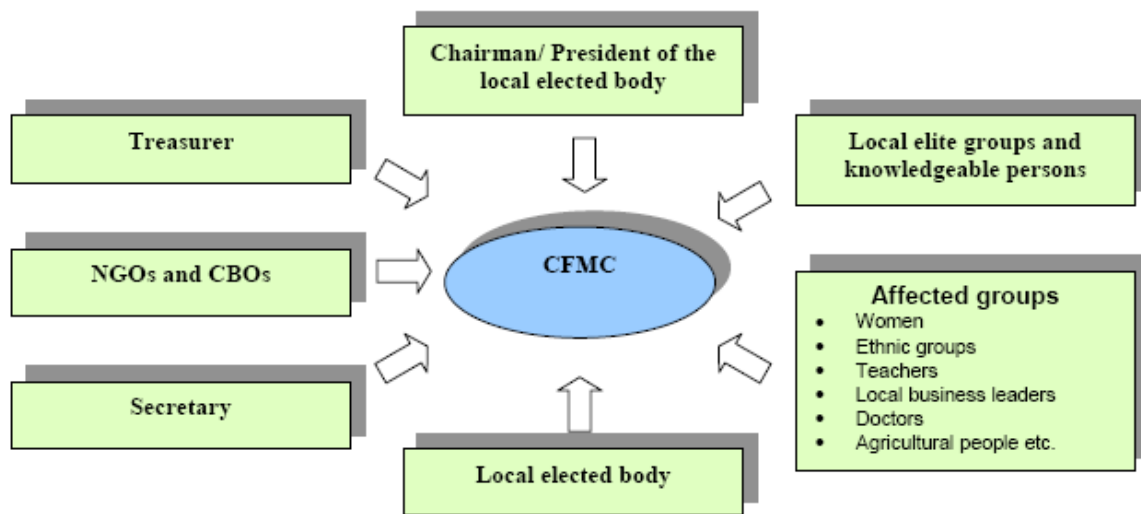 Chairman/ President of the
local elected body
Treasurer
Local elite groups and
knowledgeable persons
NGOs and CBOs
CFMC
Affected groups
• Women
• Ethnic groups
• Teachers
• Local business leaders
• Doctors
• Agricultural people etc.
Secretary
Local elected body